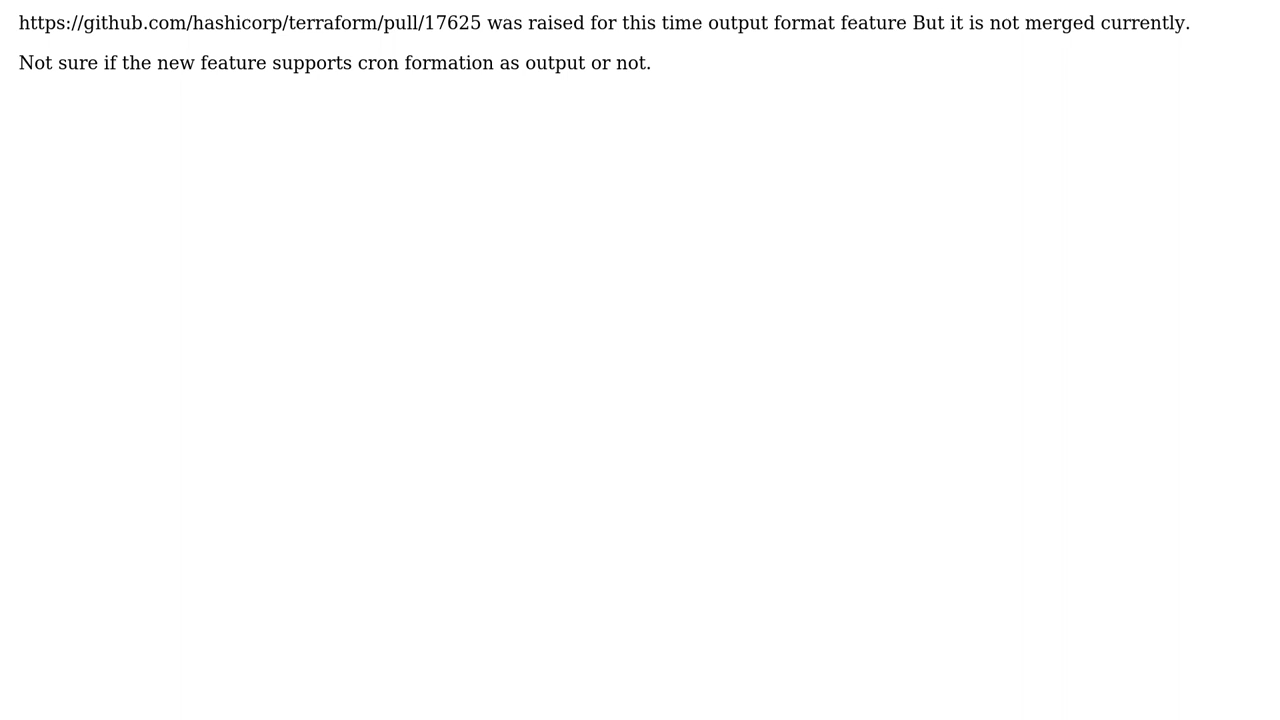 https://github.com/hashicorp/terraform/pull/17625 was raised for this time output format feature But it is not merged currently.
Not sure if the new feature supports cron formation as output or not.